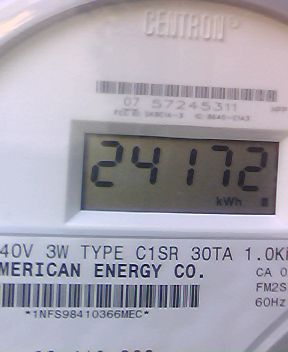 CENTRON®
07 57245311
24172
kWh
40V 3W TYPE C1SR 30TA 1.0K
MERICAN ENERGY CO.
CA 0
FM2S
60Hz
*1NFS98410366MEC*